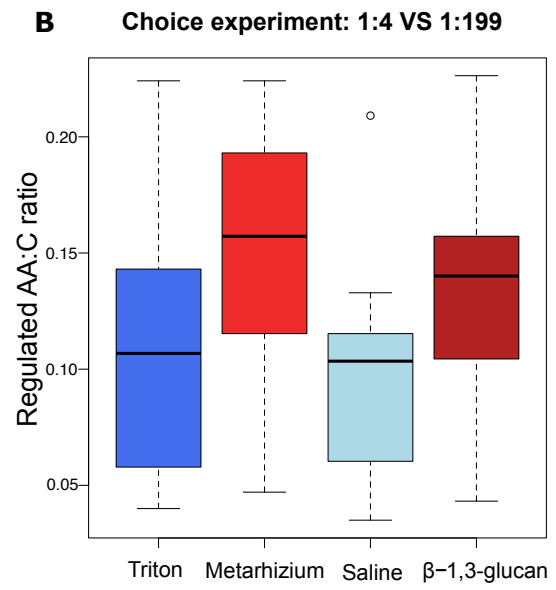 B
Choice experiment: 1:4 VS 1:199
Regulated AA:C ratio
0.20
0.15
0.10
0.05
Triton
Metarhizium
Saline
β−1,3-glucan